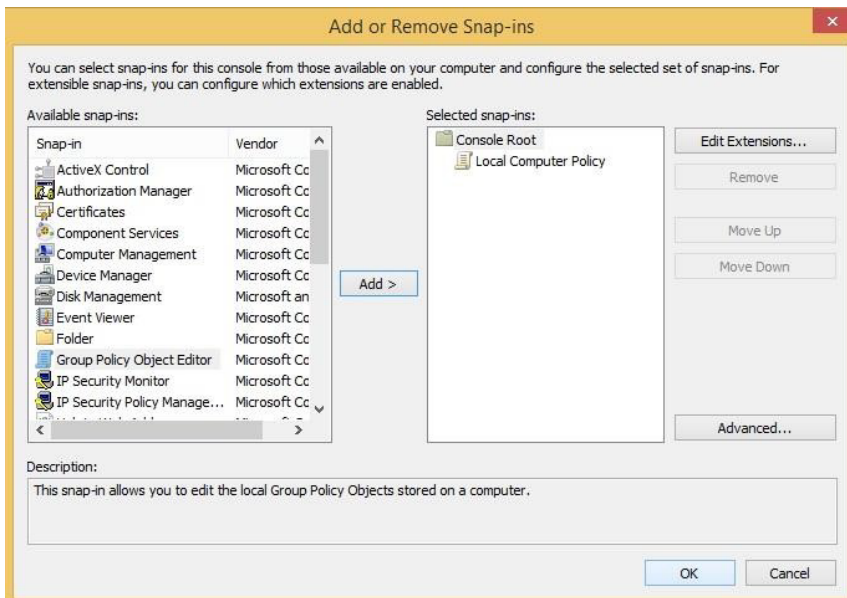 Add or Remove Snap-ins
You can select snap-ins for this console from those available on your computer and configure the selected set of snap-ins. For
extensible snap-ins, you can configure which extensions are enabled.
Available snap-ins:
Snap-in Vendor
ActiveX Control Microsoft Cc
Authorization Manager Microsoft Cc
Certificates Microsoft Cc
Component Services Microsoft Cc
Computer Management Microsoft Cc
Device Manager Microsoft Cc
Disk Management Microsoft an
Event Viewer Microsoft Cc
Folder Microsoft Cc
Group Policy Object Editor Microsoft Cc
IP Security Monitor Microsoft Cc
IP Security Policy Manage... Microsoft Cc
Add >
Selected snap-ins:
Console Root
Local Computer Policy
Edit Extensions...
Remove
Move Up
Move Down
Advanced...
Description:
This snap-in allows you to edit the local Group Policy Objects stored on a computer.
OK
Cancel